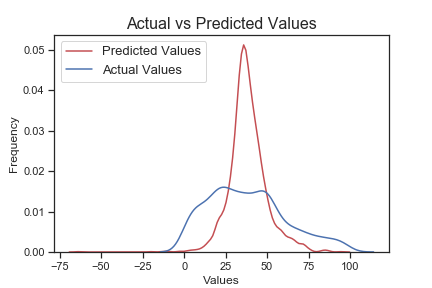 Actual vs Predicted Values
Predicted Values
Actual Values
Frequency
0.05
0.04
0.03
0.02
0.01
0.00
−75 −50 −25 0 25 50 75 100
Values